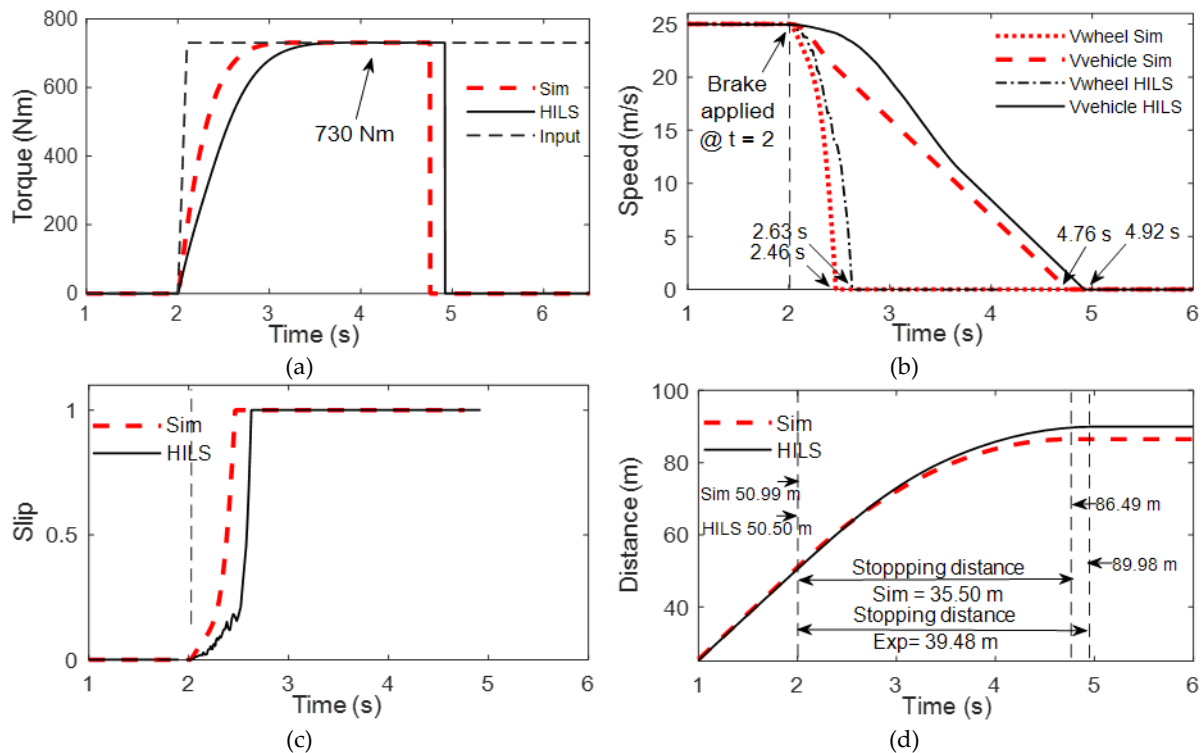 800
600
400
200
0
Torque (Nm)
730 Nm
Sim
HILS
Input
1 2 3 4 5 6
Time (s)
(a)
25
20
15
10
5
0
Speed (m/s)
Brake
applied
@ t = 2
Vwheel Sim
Vvehicle Sim
Vwheel HILS
Vvehicle HILS
2.63 s
2.46 s
4.76 s
4.92 s
1 2 3 4 5 6
Time (s)
(b)
1
0.5
0
Slip
Sim
HILS
1 2 3 4 5 6
Time (s)
(c)
100
80
60
40
Distance (m)
Sim
HILS
Sim 50.99 m
HILS 50.50 m
86.49 m
89.98 m
Stoppping distance
Sim = 35.50 m
Stopping distance
Exp= 39.48 m
1 2 3 4 5 6
Time (s)
(d)